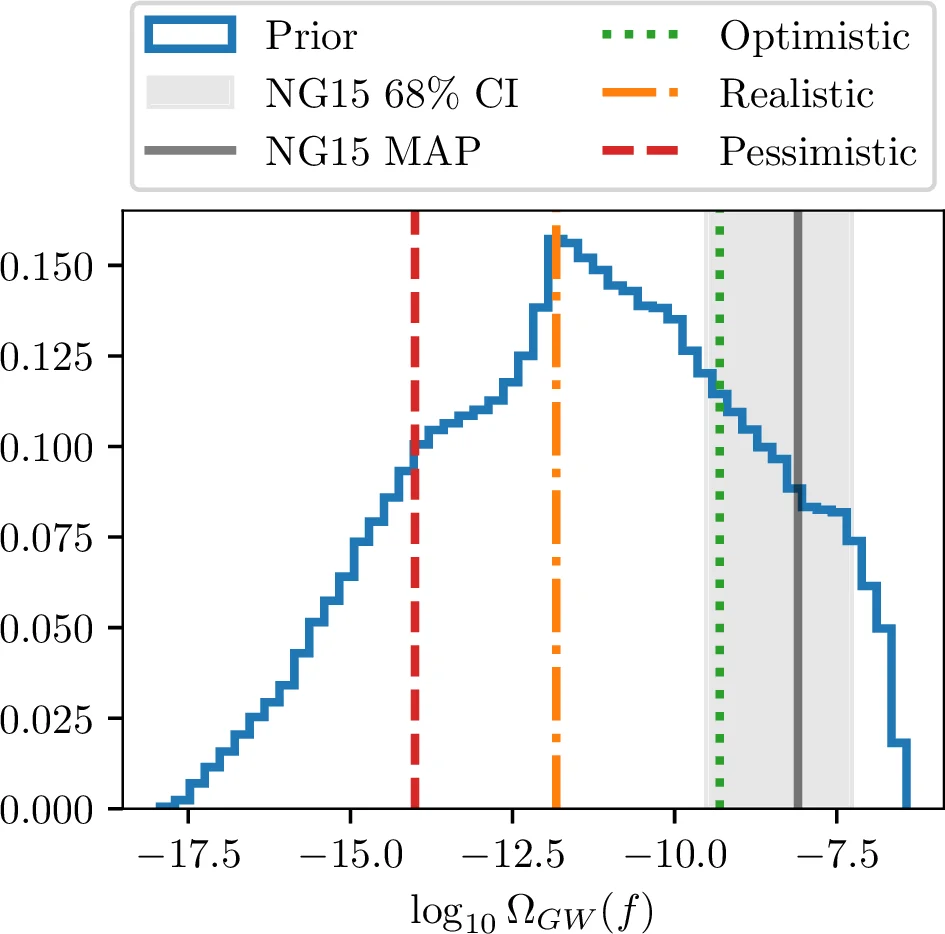 Prior
NG15 68% CI
NG15 MAP
Optimistic
Realistic
Pessimistic
0.150
0.125
0.100
0.075
0.050
0.025
0.000
−17.5 −15.0 −12.5 −10.0 −7.5
log₁₀ Ω_GW(f)